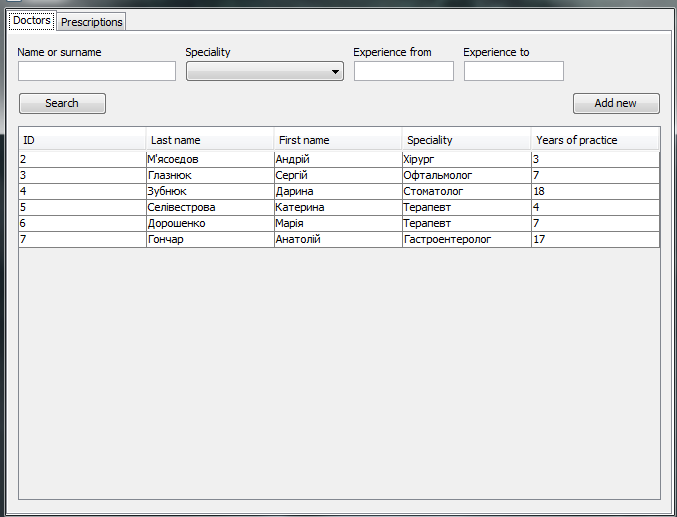 Doctors Prescriptions
Name or surname Speciality Experience from Experience to
Search Add new
ID Last name First name Speciality Years of practice
2 М'ясоєдов Андрій Хірург 3
3 Глазнюк Сергій Офтальмолог 7
4 Зубнюк Дарина Стоматолог 18
5 Селівестрова Катерина Терапевт 4
6 Дорошенко Марія Терапевт 7
7 Гончар Анатолій Гастроентеролог 17